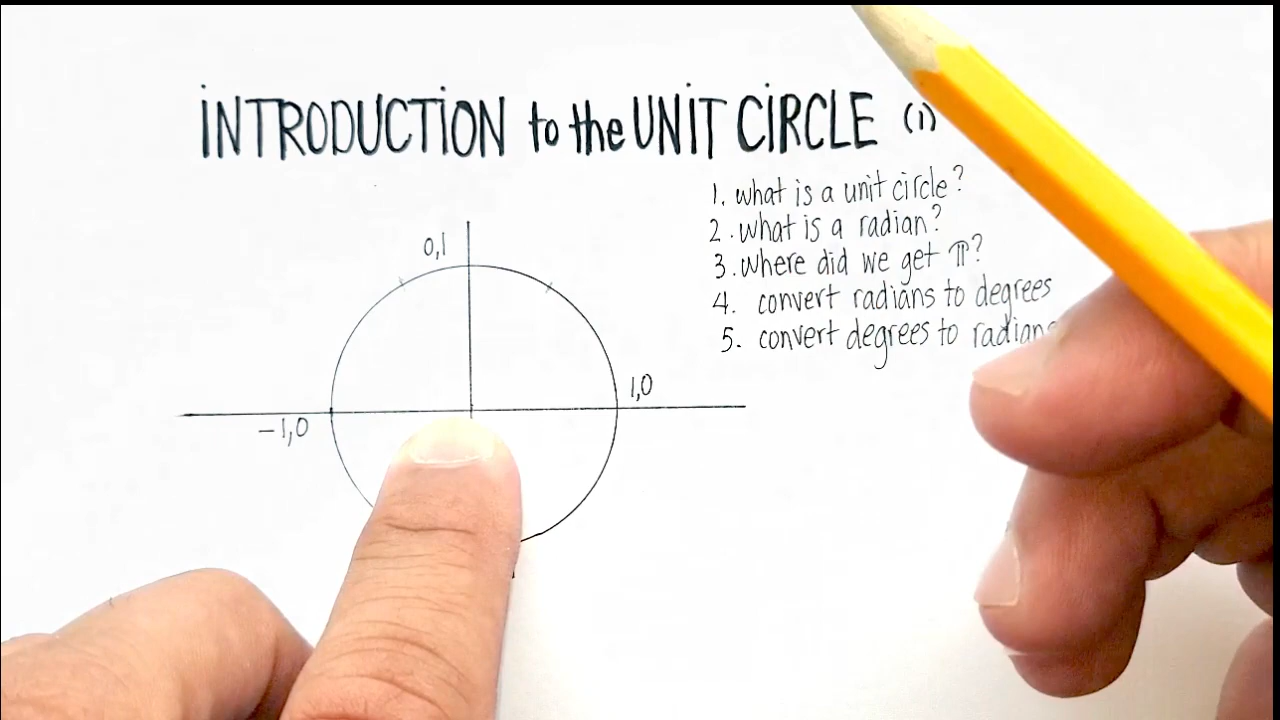 iNTRODUCTiON to the UNiT CiRCLE (1)
1. what is a unit circle?
2. what is a radian?
3. where did we get π?
4. convert radians to degrees
5. convert degrees to radians
0,1
1,0
-1,0